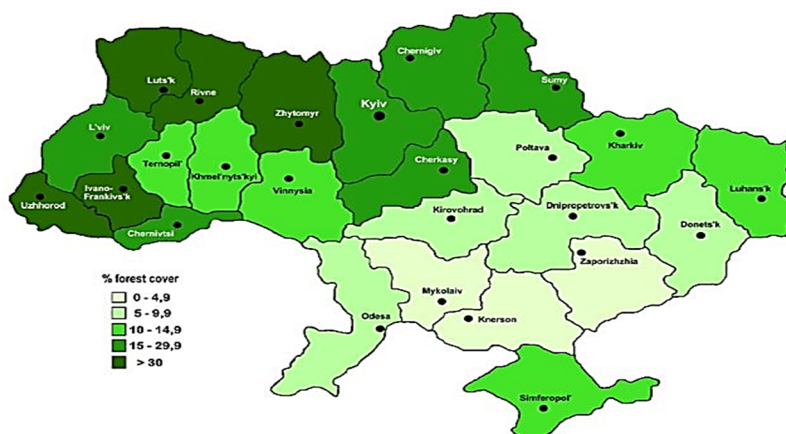 Chernigiv
Sumy
Luts'k
Rivne
Zhytomyr
Kyiv
L'viv
Ternopil'
Khmel'nyts'kyi
Vinnysia
Cherkasy
Poltava
Kharkiv
Luhans'k
Uzhhorod
Ivano-
Frankivs'k
Chernivtsi
Kirovohrad
Dnipropetrovs'k
Donets'k
Zaporizhzhia
Mykolaiv
Knerson
Odesa
Simferopol'
% forest cover
0 - 4,9
5 - 9,9
10 - 14,9
15 - 29,9
> 30